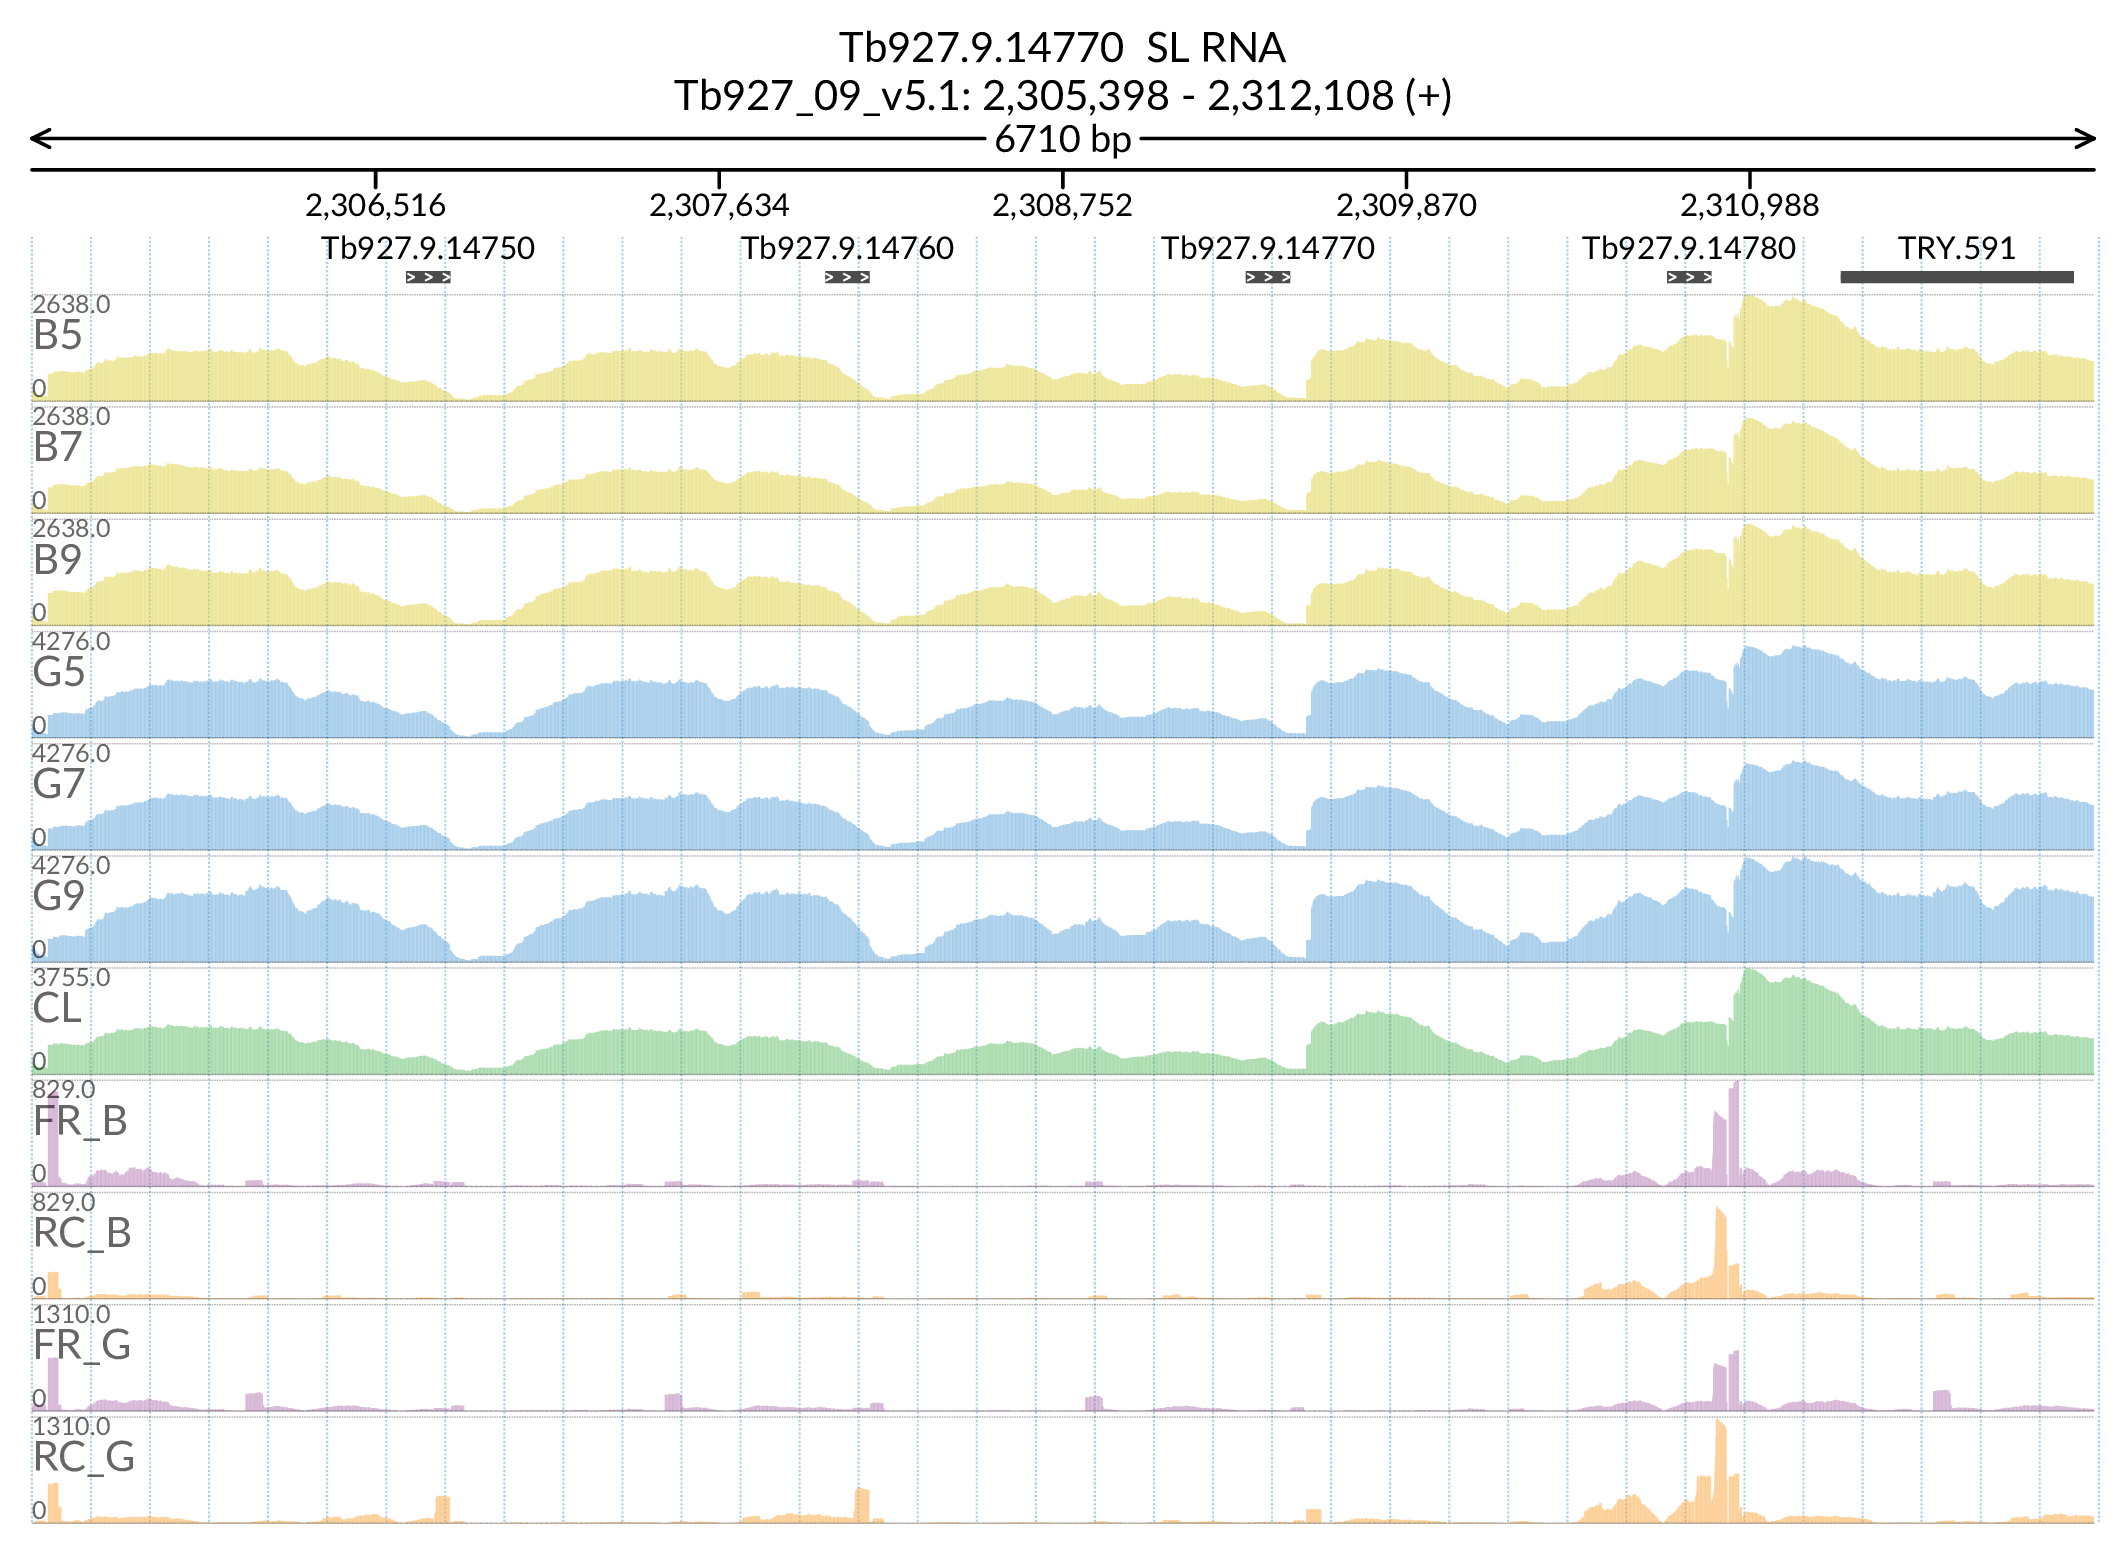 Tb927.9.14770 SL RNA
Tb927_09_v5.1: 2,305,398 - 2,312,108 (+)
6710 bp
2,306,516 2,307,634 2,308,752 2,309,870 2,310,988
Tb927.9.14750 Tb927.9.14760 Tb927.9.14770 Tb927.9.14780 TRY.591
2638.0
B5
0
2638.0
B7
0
2638.0
B9
0
4276.0
G5
0
4276.0
G7
0
4276.0
G9
0
3755.0
CL
0
829.0
FR_B
0
829.0
RC_B
0
1310.0
FR_G
0
1310.0
RC_G
0